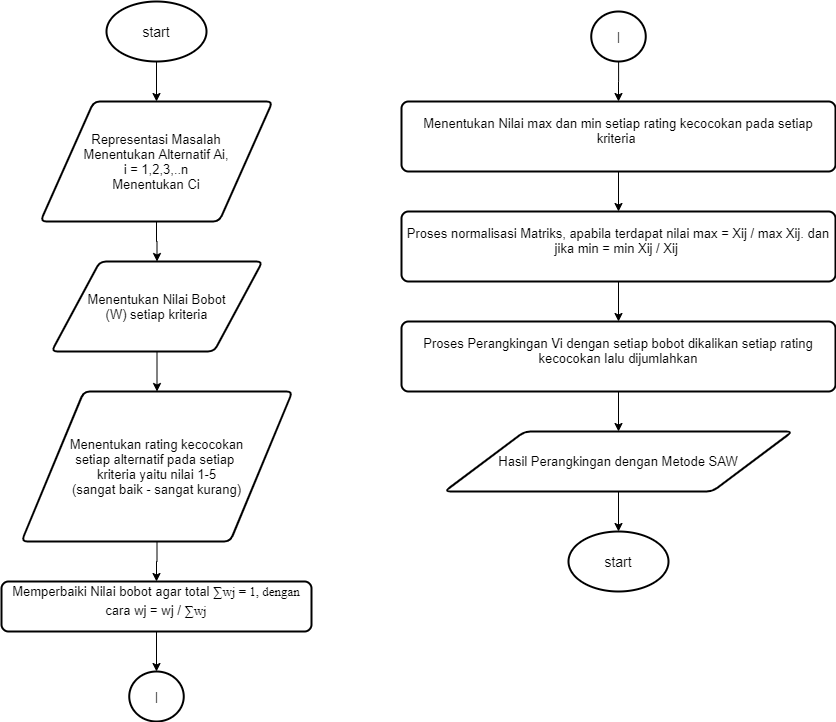 start
Representasi Masalah
Menentukan Alternatif Ai,
i = 1,2,3,..n
Menentukan Ci
Menentukan Nilai Bobot
(W) setiap kriteria
Menentukan rating kecocokan
setiap alternatif pada setiap
kriteria yaitu nilai 1-5
(sangat baik - sangat kurang)
Memperbaiki Nilai bobot agar total ∑wj = 1, dengan
cara wj = wj / ∑wj
|
|
Menentukan Nilai max dan min setiap rating kecocokan pada setiap
kriteria
Proses normalisasi Matriks, apabila terdapat nilai max = Xij / max Xij. dan
jika min = min Xij / Xij
Proses Perangkingan Vi dengan setiap bobot dikalikan setiap rating
kecocokan lalu dijumlahkan
Hasil Perangkingan dengan Metode SAW
start